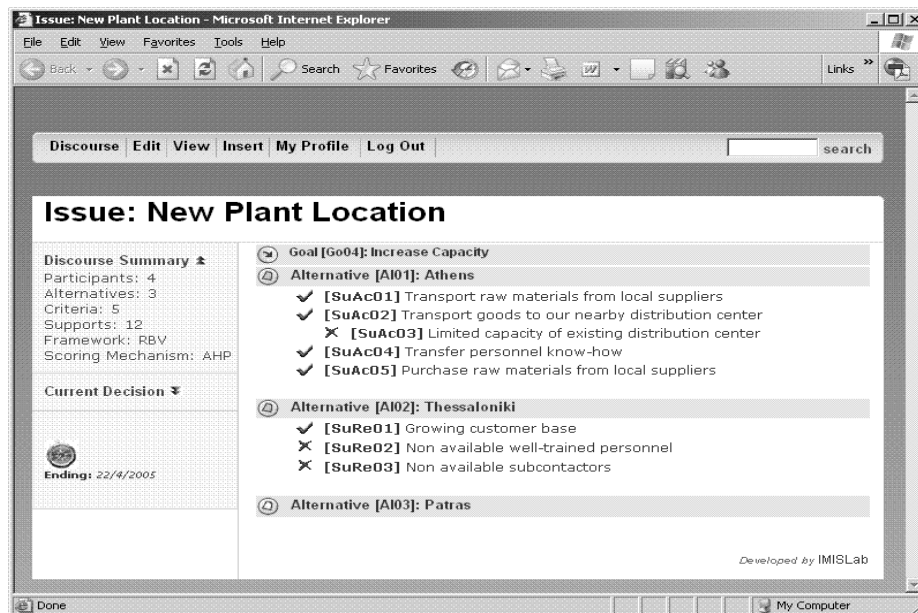 Issue: New Plant Location - Microsoft Internet Explorer
File Edit View Favorites Tools Help
Back Search Favorites Links »
Discourse Edit View Insert My Profile Log Out search
Issue: New Plant Location
Discourse Summary
Participants: 4
Alternatives: 3
Criteria: 5
Supports: 12
Framework: RBV
Scoring Mechanism: AHP
Current Decision
Ending: 22/4/2005
Goal [Go04]: Increase Capacity
Alternative [Al01]: Athens
[SuAc01] Transport raw materials from local suppliers
[SuAc02] Transport goods to our nearby distribution center
[SuAc03] Limited capacity of existing distribution center
[SuAc04] Transfer personnel know-how
[SuAc05] Purchase raw materials from local suppliers
Alternative [Al02]: Thessaloniki
[SuRe01] Growing customer base
[SuRe02] Non available well-trained personnel
[SuRe03] Non available subcontactors
Alternative [Al03]: Patras
Developed by IMISLab
Done My Computer